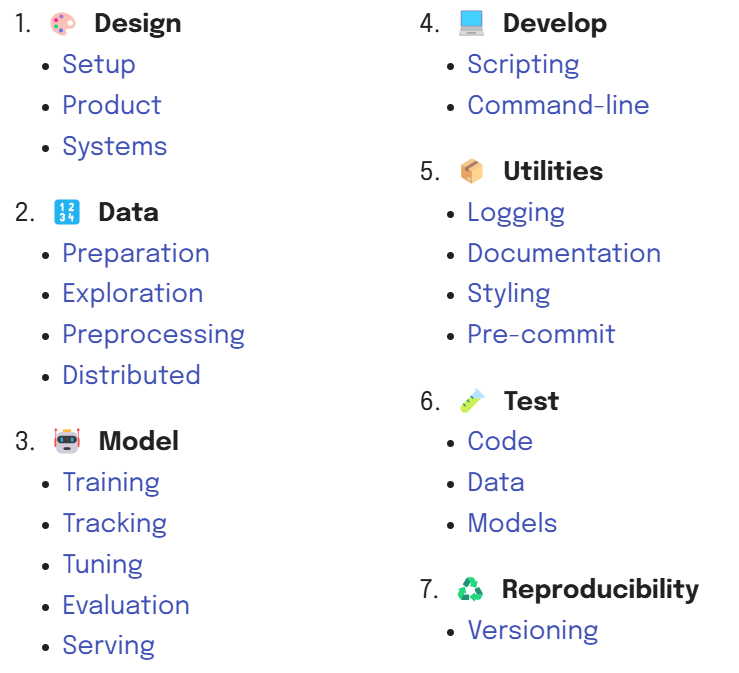 1. Design
• Setup
• Product
• Systems
2. Data
• Preparation
• Exploration
• Preprocessing
• Distributed
3. Model
• Training
• Tracking
• Tuning
• Evaluation
• Serving
4. Develop
• Scripting
• Command-line
5. Utilities
• Logging
• Documentation
• Styling
• Pre-commit
6. Test
• Code
• Data
• Models
7. Reproducibility
• Versioning